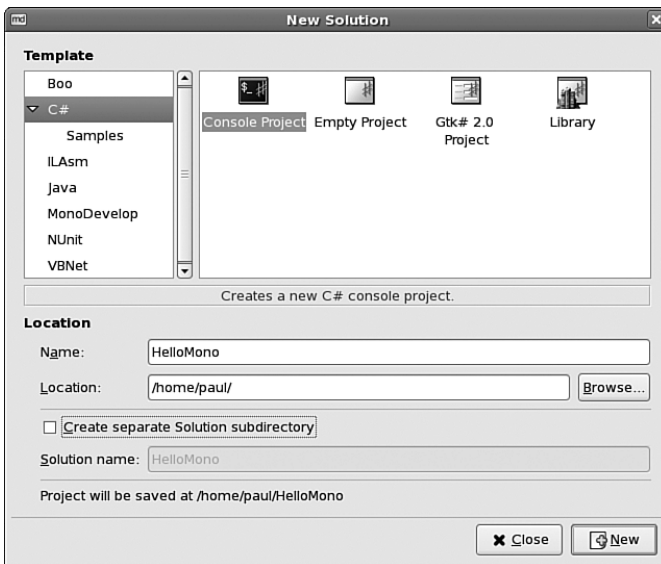 md
New Solution
Template
Boo
C#
Samples
ILAsm
Java
MonoDevelop
NUnit
VBNet
$_
Console Project
Empty Project
Gtk# 2.0
Project
Library
Creates a new C# console project.
Location
Name:
HelloMono
Location:
/home/paul/
Browse...
Create separate Solution subdirectory
Solution name:
HelloMono
Project will be saved at /home/paul/HelloMono
Close
New